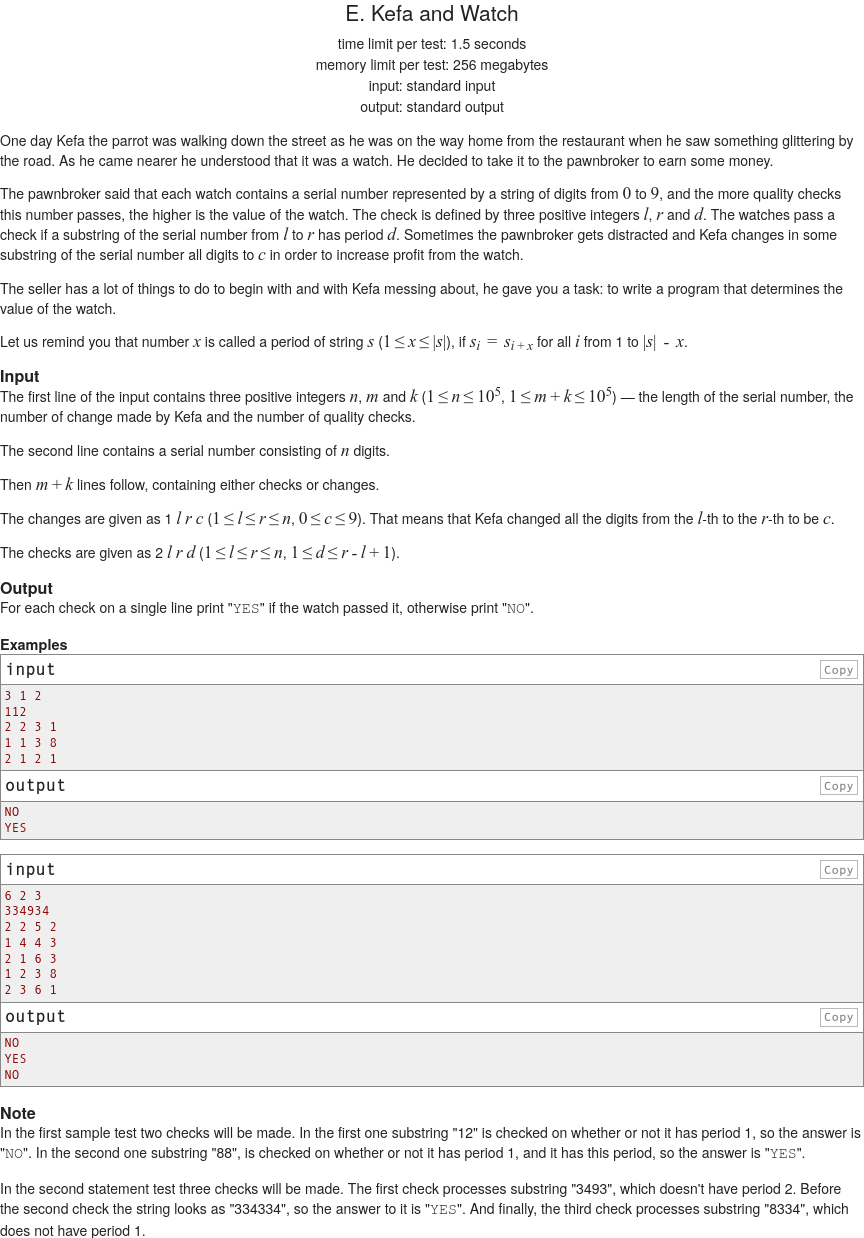 E. Kefa and Watch
time limit per test: 1.5 seconds
memory limit per test: 256 megabytes
input: standard input
output: standard output
One day Kefa the parrot was walking down the street as he was on the way home from the restaurant when he saw something glittering by
the road. As he came nearer he understood that it was a watch. He decided to take it to the pawnbroker to earn some money.
The pawnbroker said that each watch contains a serial number represented by a string of digits from 0 to 9, and the more quality checks
this number passes, the higher is the value of the watch. The check is defined by three positive integers l, r and d. The watches pass a
check if a substring of the serial number from l to r has period d. Sometimes the pawnbroker gets distracted and Kefa changes in some
substring of the serial number all digits to c in order to increase profit from the watch.
The seller has a lot of things to do to begin with and with Kefa messing about, he gave you a task: to write a program that determines the
value of the watch.
Let us remind you that number x is called a period of string s (1 ≤ x ≤ |s|), if s_i = s_{i + x} for all i from 1 to |s| - x.
Input
The first line of the input contains three positive integers n, m and k (1 ≤ n ≤ 10^5, 1 ≤ m + k ≤ 10^5) — the length of the serial number, the
number of change made by Kefa and the number of quality checks.
The second line contains a serial number consisting of n digits.
Then m + k lines follow, containing either checks or changes.
The changes are given as 1 l r c (1 ≤ l ≤ r ≤ n, 0 ≤ c ≤ 9). That means that Kefa changed all the digits from the l-th to the r-th to be c.
The checks are given as 2 l r d (1 ≤ l ≤ r ≤ n, 1 ≤ d ≤ r - l + 1).
Output
For each check on a single line print "YES" if the watch passed it, otherwise print "NO".
Examples
input Copy
3 1 2
112
2 2 3 1
1 1 3 8
2 1 2 1
output Copy
NO
YES
input Copy
6 2 3
334934
2 2 5 2
1 4 4 3
2 1 6 3
1 2 3 8
2 3 6 1
output Copy
NO
YES
NO
Note
In the first sample test two checks will be made. In the first one substring "12" is checked on whether or not it has period 1, so the answer is
"NO". In the second one substring "88", is checked on whether or not it has period 1, and it has this period, so the answer is "YES".
In the second statement test three checks will be made. The first check processes substring "3493", which doesn't have period 2. Before
the second check the string looks as "334334", so the answer to it is "YES". And finally, the third check processes substring "8334", which
does not have period 1.